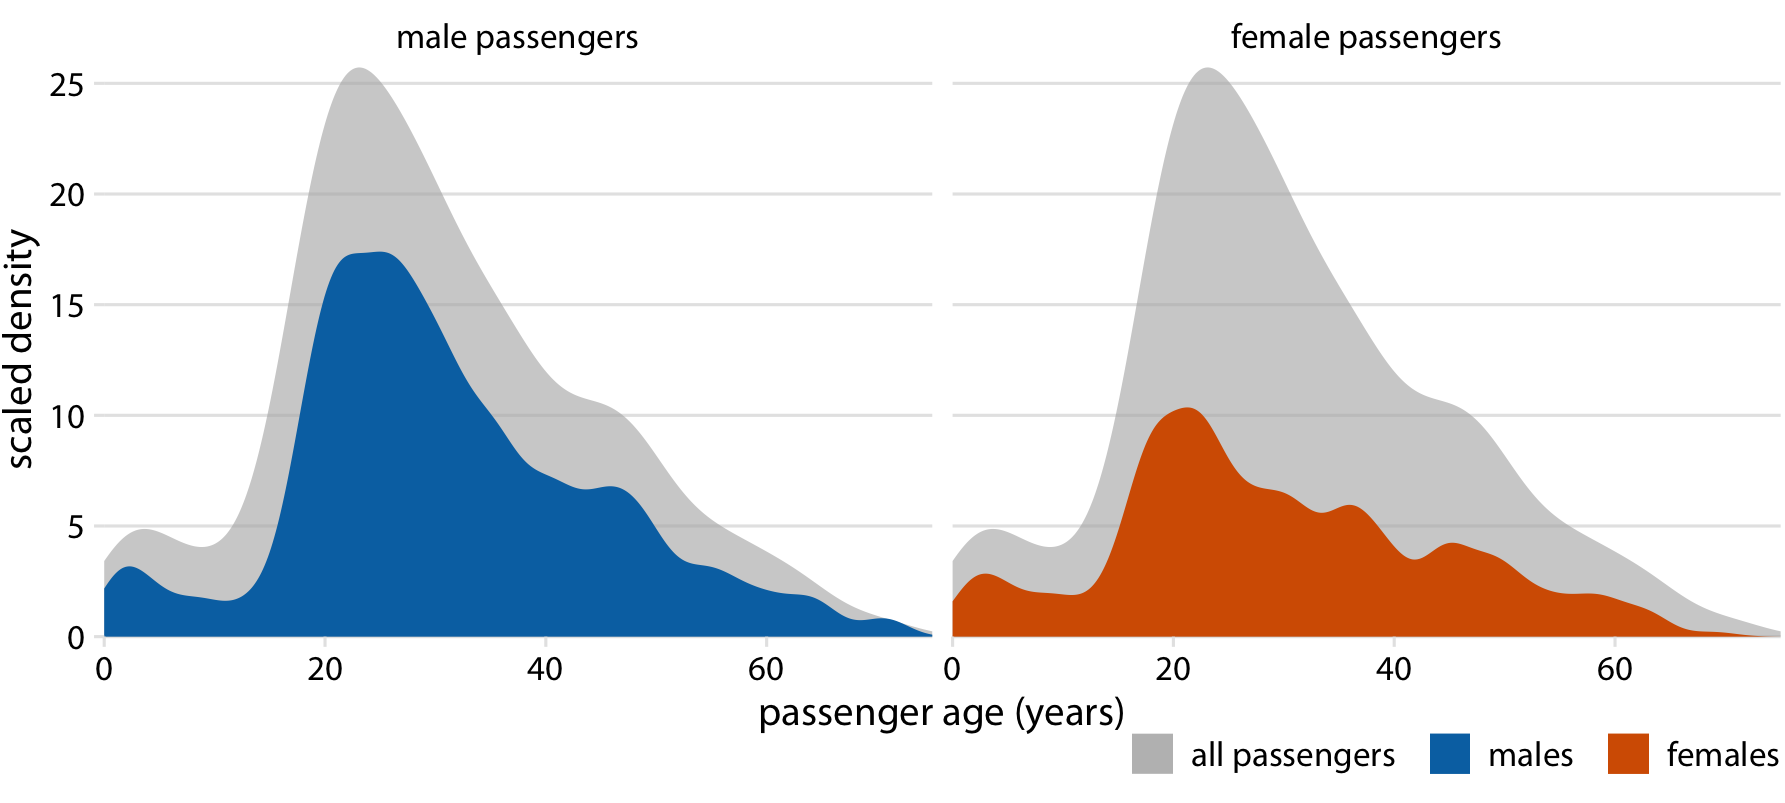 male passengers
female passengers
scaled density
25
20
15
10
5
0
0 20 40 60
0 20 40 60
passenger age (years)
all passengers males females